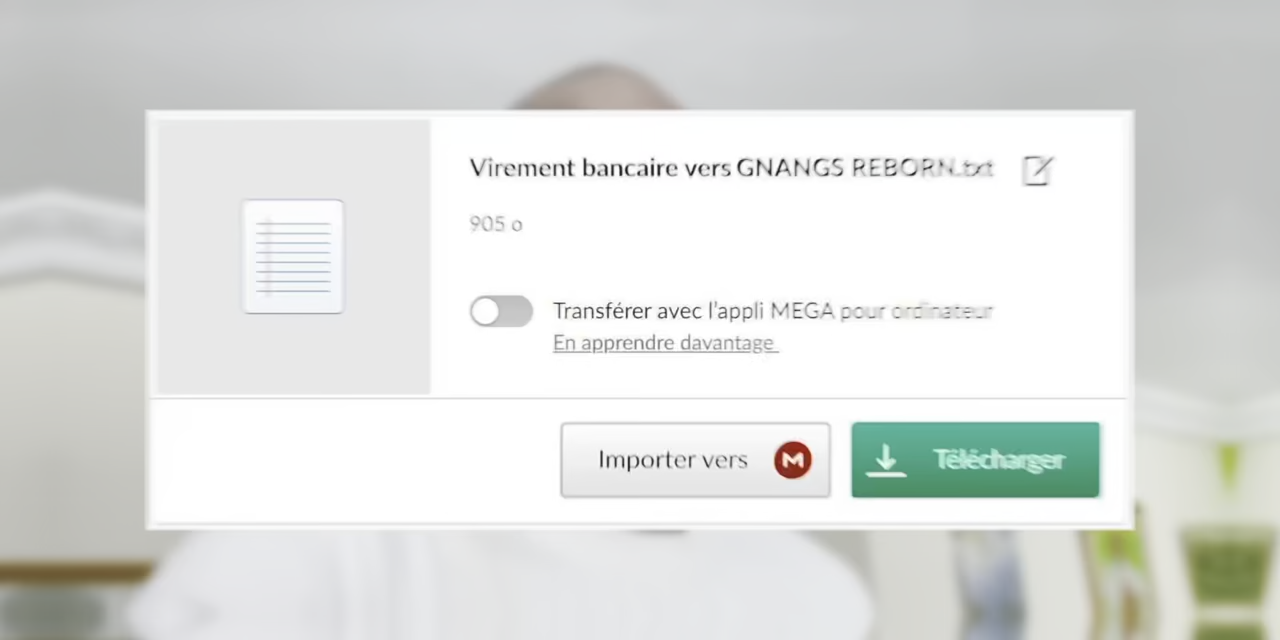 Virement bancaire vers GNANGS REBORN.txt
905 o
Transférer avec l'appli MEGA pour ordinateur
En apprendre davantage
Importer vers M
Télécharger